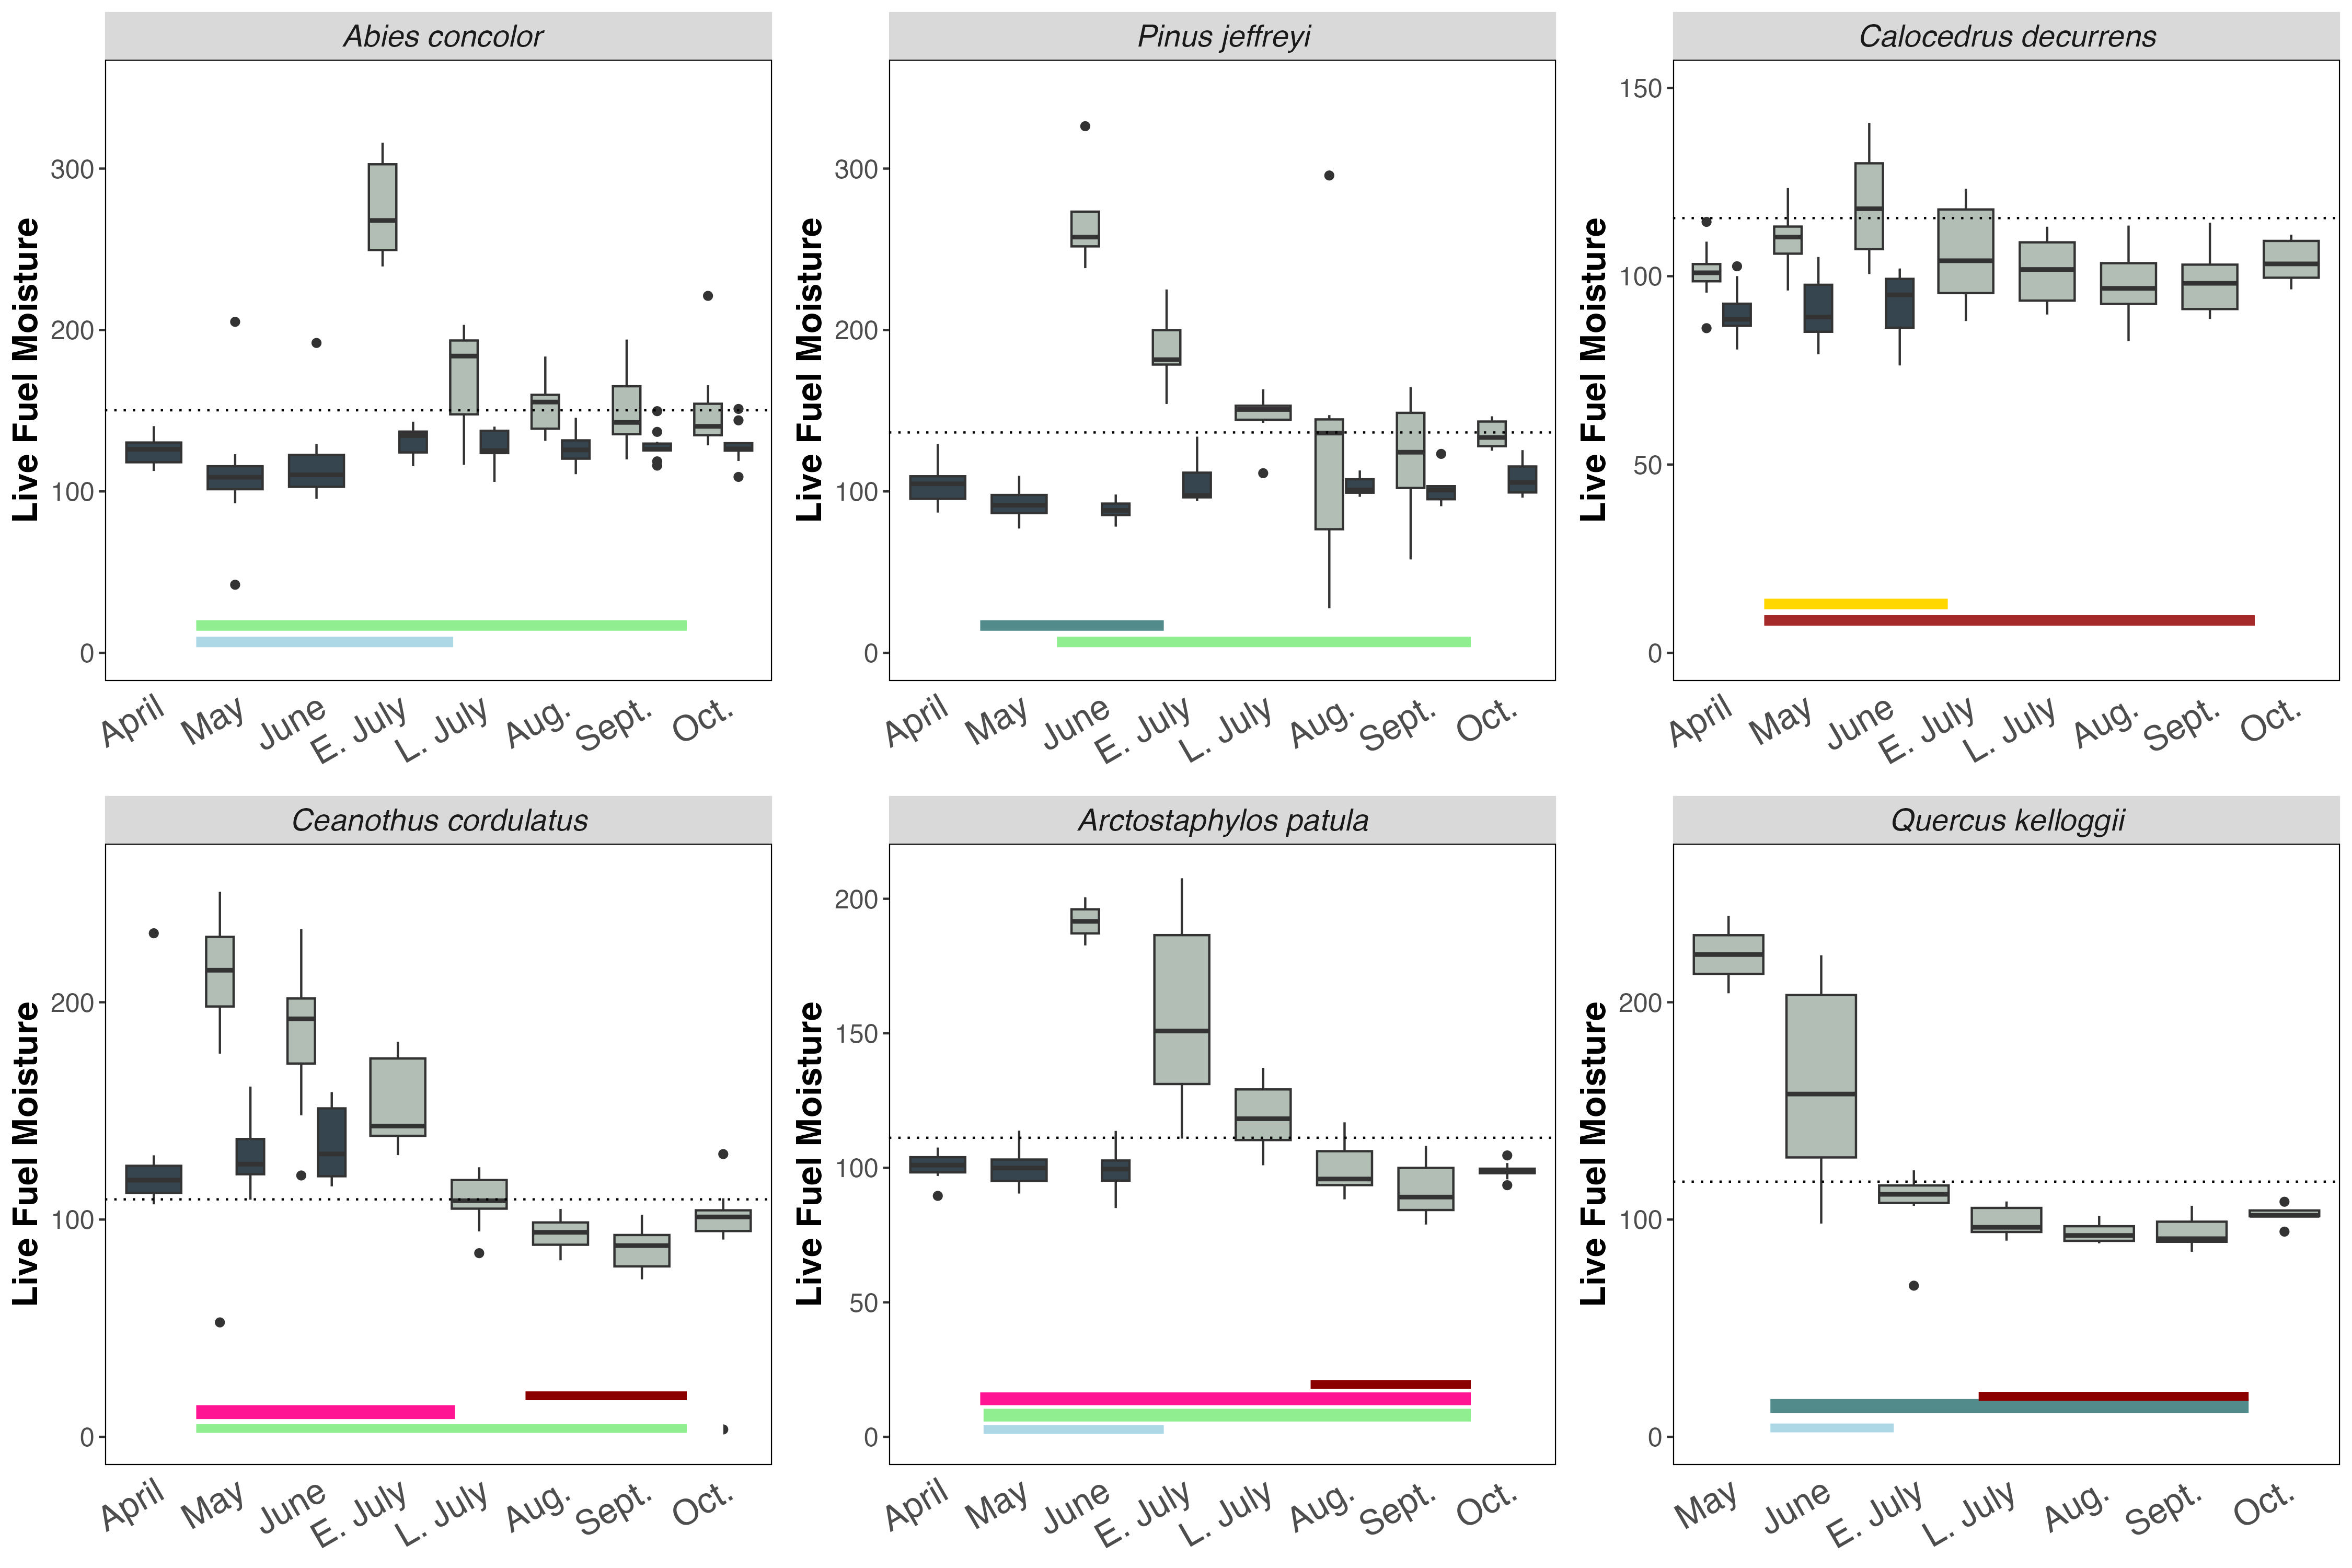 Abies concolor
Live Fuel Moisture
300
200
100
0
April May June E. July L. July Aug. Sept. Oct.
Pinus jeffreyi
Live Fuel Moisture
300
200
100
0
April May June E. July L. July Aug. Sept. Oct.
Calocedrus decurrens
Live Fuel Moisture
150
100
50
0
April May June E. July L. July Aug. Sept. Oct.
Ceanothus cordulatus
Live Fuel Moisture
200
100
0
April May June E. July L. July Aug. Sept. Oct.
Arctostaphylos patula
Live Fuel Moisture
200
150
100
50
0
April May June E. July L. July Aug. Sept. Oct.
Quercus kelloggii
Live Fuel Moisture
200
100
0
May June E. July L. July Aug. Sept. Oct.